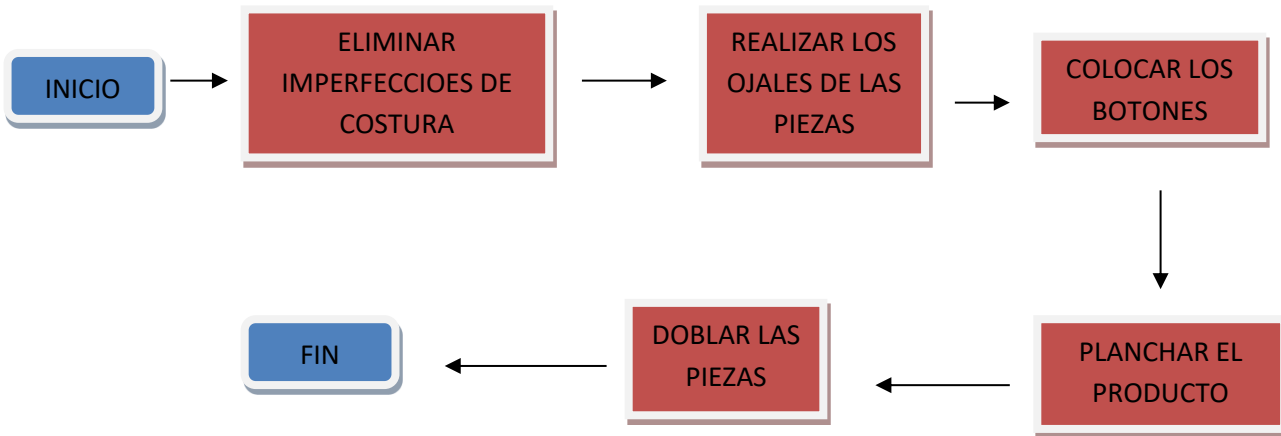 INICIO
ELIMINAR
IMPERFECCIOES DE
COSTURA
REALIZAR LOS
OJALES DE LAS
PIEZAS
COLOCAR LOS
BOTONES
PLANCHAR EL
PRODUCTO
DOBLAR LAS
PIEZAS
FIN